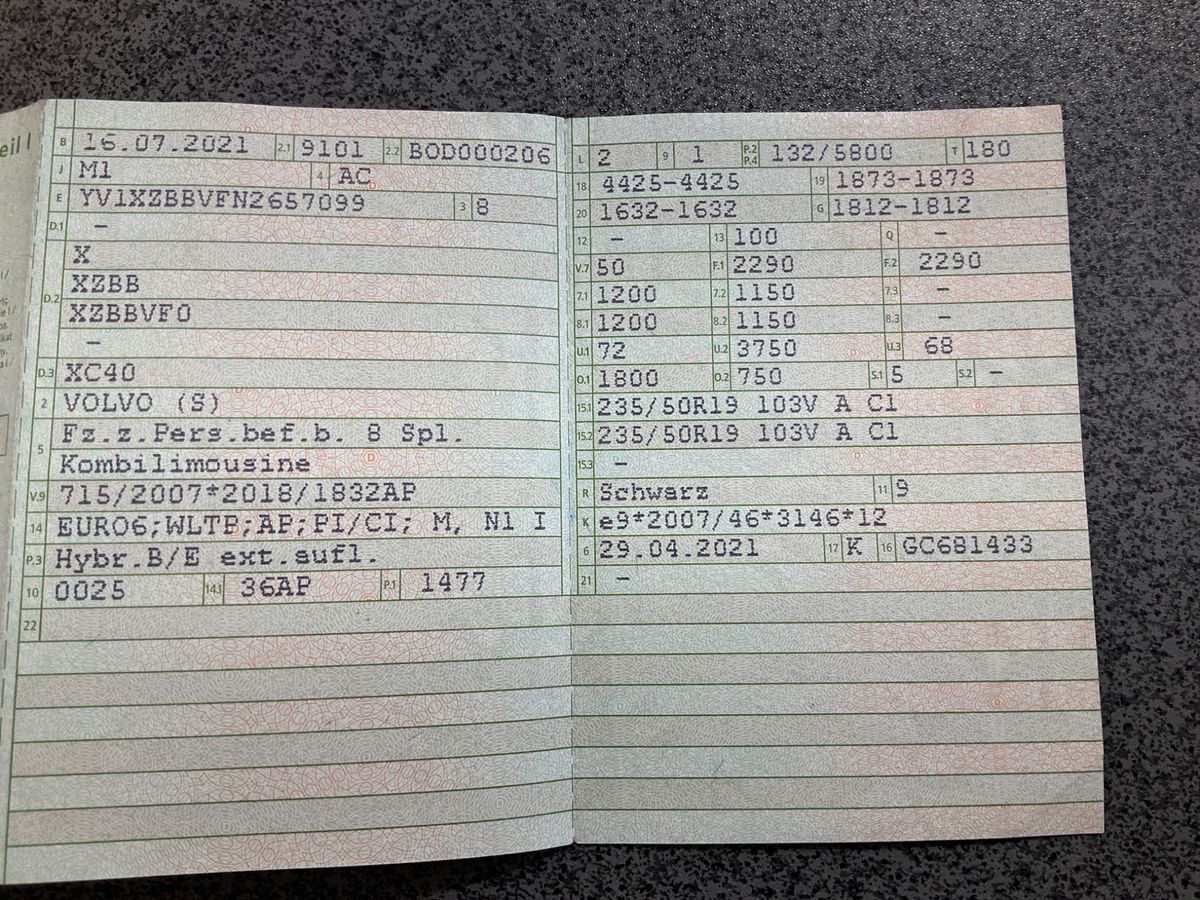 eil I
B 16.07.2021 2.1 9101 2.2 BOD000206
J M1 4 AC
E YV1XZBBVFN2657099 3 8
D.1 –
X
D.2 XZBB
XZBBVF0
–
D.3 XC40
2 VOLVO (S)
5 Fz.z.Pers.bef.b. 8 Spl.
Kombilimousine
V.9 715/2007*2018/1832AP
14 EURO6;WLTP;AP;PI/CI; M, N1 I
P.3 Hybr.B/E ext.aufl.
10 0025 14.1 36AP P.1 1477
22
L 2 9 1 P.2 P.4 132/5800 T 180
18 4425-4425 19 1873-1873
20 1632-1632 G 1812-1812
12 – 13 100 Q –
V.7 50 F.1 2290 F.2 2290
7.1 1200 7.2 1150 7.3 –
8.1 1200 8.2 1150 8.3 –
U.1 72 U.2 3750 U.3 68
O.1 1800 O.2 750 S.1 5 S.2 –
15.1 235/50R19 103V A C1
15.2 235/50R19 103V A C1
15.3 –
R Schwarz 11 9
K e9*2007/46*3146*12
6 29.04.2021 17 K 16 GC681433
21 –